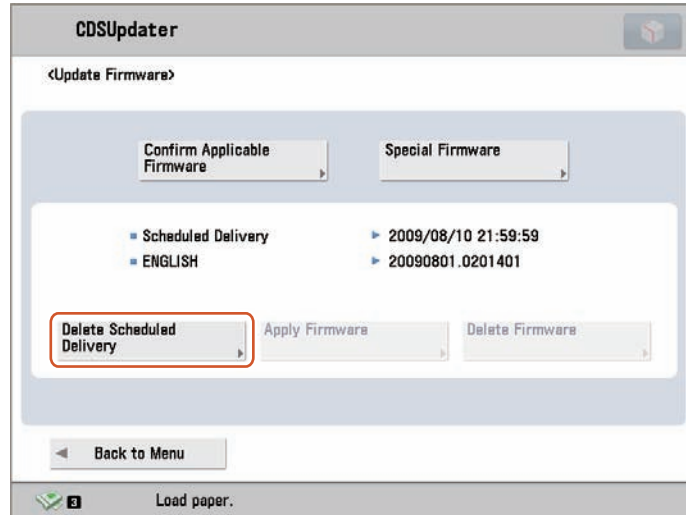 CDSUpdater
<Update Firmware>
Confirm Applicable
Firmware
Special Firmware
Scheduled Delivery
2009/08/10 21:59:59
ENGLISH
20090801.0201401
Delete Scheduled
Delivery
Apply Firmware
Delete Firmware
Back to Menu
3
Load paper.